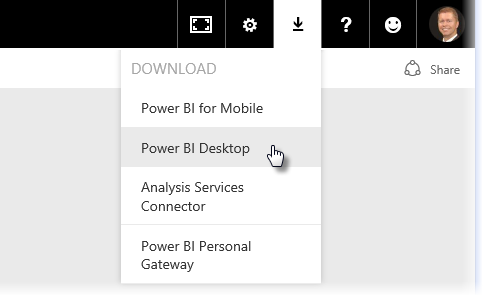 ?
DOWNLOAD
Share
Power BI for Mobile
Power BI Desktop
Analysis Services
Connector
Power BI Personal
Gateway